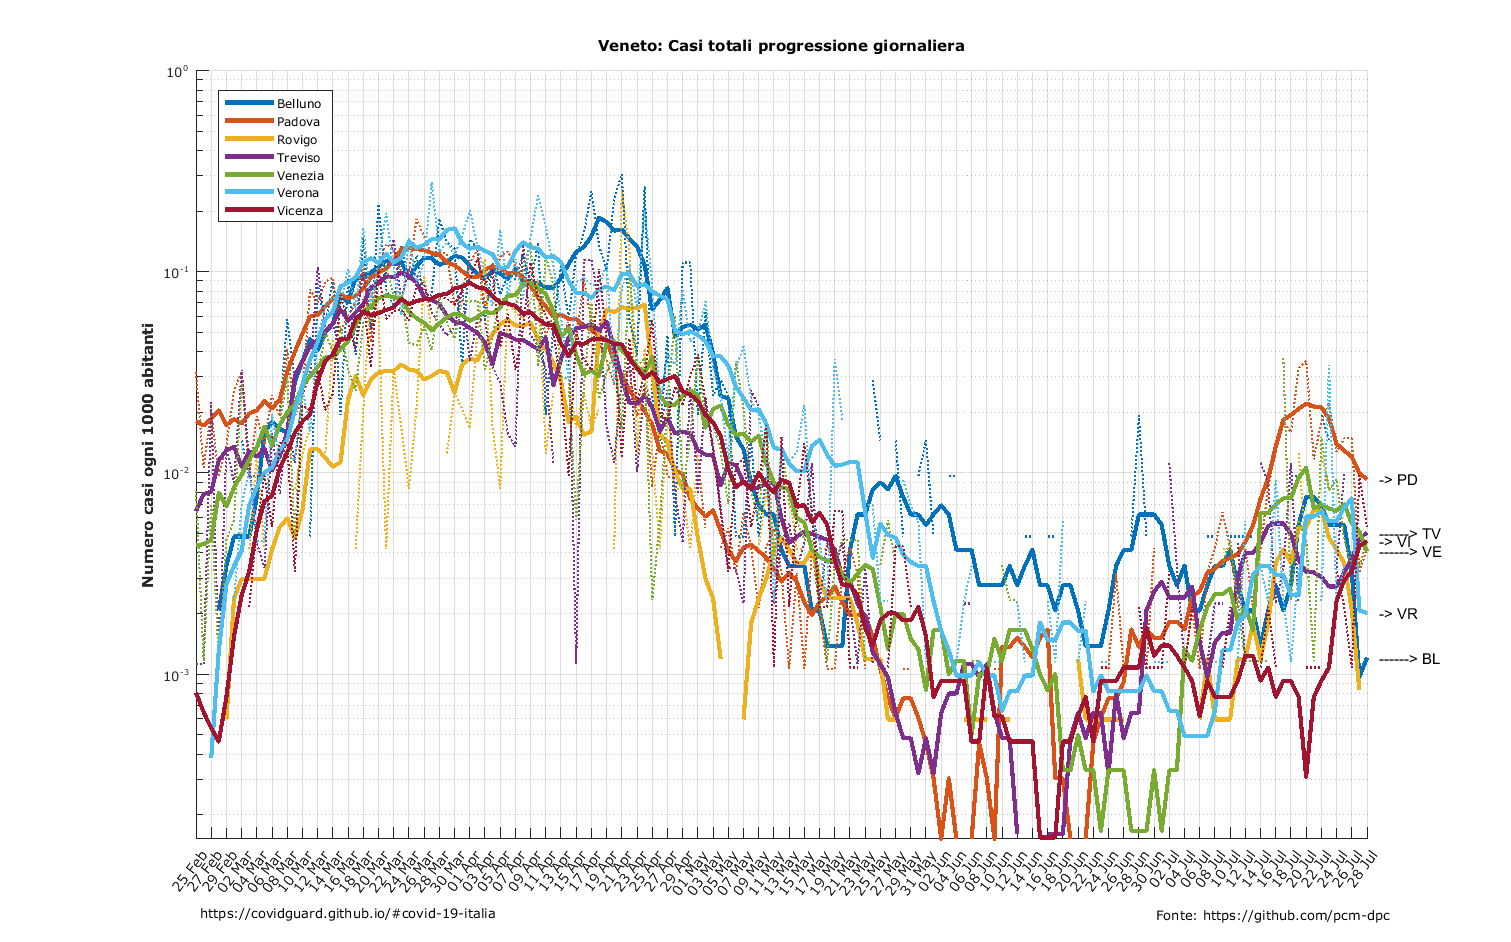 Veneto: Casi totali progressione giornaliera
10⁰
10⁻¹
10⁻²
10⁻³
Numero casi ogni 1000 abitanti
Belluno
Padova
Rovigo
Treviso
Venezia
Verona
Vicenza
-> PD
-----> TV
-> VI
-----> VE
-> VR
-----> BL
25 Feb
27 Feb
29 Feb
02 Mar
04 Mar
06 Mar
08 Mar
10 Mar
12 Mar
14 Mar
16 Mar
18 Mar
20 Mar
22 Mar
24 Mar
26 Mar
28 Mar
30 Mar
01 Apr
03 Apr
05 Apr
07 Apr
09 Apr
11 Apr
13 Apr
15 Apr
17 Apr
19 Apr
21 Apr
23 Apr
25 Apr
27 Apr
29 Apr
01 May
03 May
05 May
07 May
09 May
11 May
13 May
15 May
17 May
19 May
21 May
23 May
25 May
27 May
29 May
31 May
02 Jun
04 Jun
06 Jun
08 Jun
10 Jun
12 Jun
14 Jun
16 Jun
18 Jun
20 Jun
22 Jun
24 Jun
26 Jun
28 Jun
30 Jun
02 Jul
04 Jul
06 Jul
08 Jul
10 Jul
12 Jul
14 Jul
16 Jul
18 Jul
20 Jul
22 Jul
24 Jul
26 Jul
28 Jul
https://covidguard.github.io/#covid-19-italia
Fonte: https://github.com/pcm-dpc